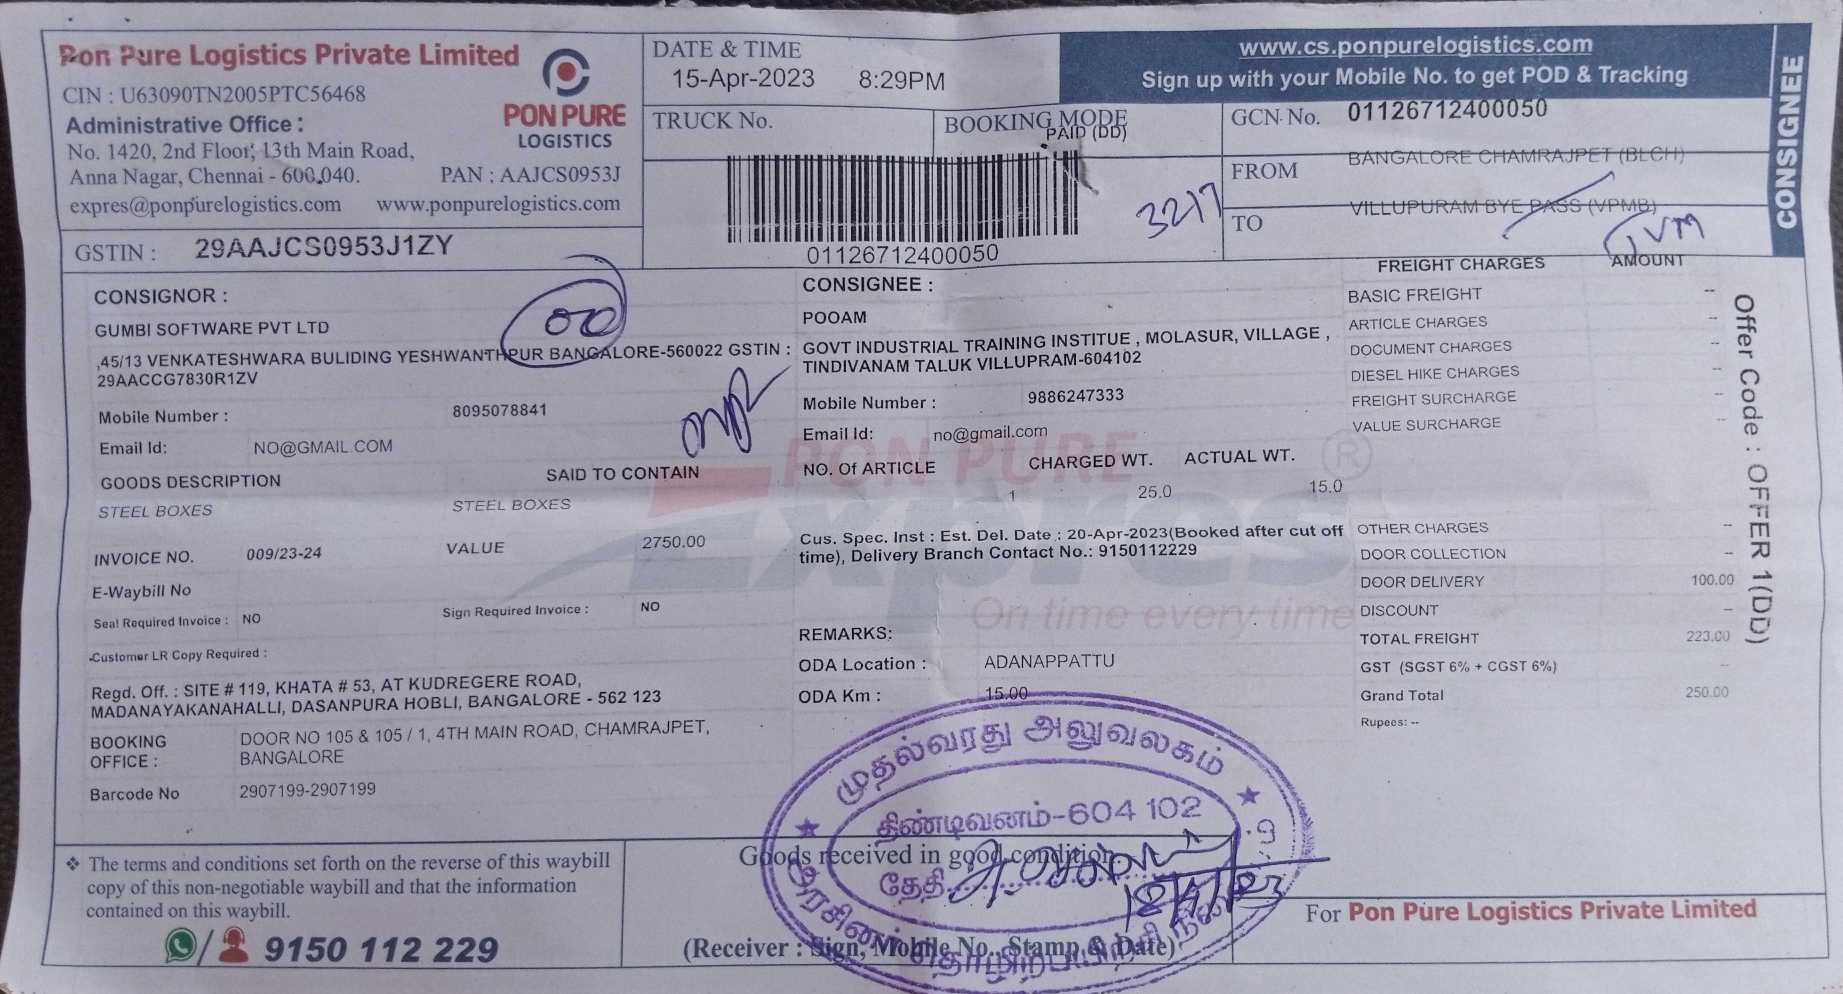 Pon Pure Logistics Private Limited
CIN : U63090TN2005PTC56468
Administrative Office :
No. 1420, 2nd Floor, 13th Main Road,
Anna Nagar, Chennai - 600 040.
PAN : AAJCS0953J
expres@ponpurelogistics.com www.ponpurelogistics.com
PON PURE
LOGISTICS
GSTIN : 29AAJCS0953J1ZY
DATE & TIME
15-Apr-2023 8:29PM
www.cs.ponpurelogistics.com
Sign up with your Mobile No. to get POD & Tracking
CONSIGNEE
TRUCK No.
BOOKING MODE
PAID (DD)
01126712400050
3217
GCN No. 01126712400050
FROM BANGALORE CHAMRAJPET (BLCH)
TO VILLUPURAM BYE PASS (VPMB)
TVM
CONSIGNOR :
GUMBI SOFTWARE PVT LTD
,45/13 VENKATESHWARA BULIDING YESHWANTHPUR BANGALORE-560022 GSTIN :
29AACCG7830R1ZV
Mobile Number : 8095078841
Email Id: NO@GMAIL.COM
GOODS DESCRIPTION SAID TO CONTAIN
STEEL BOXES STEEL BOXES
INVOICE NO. 009/23-24 VALUE 2750.00
E-Waybill No
Seal Required Invoice : NO Sign Required Invoice : NO
Customer LR Copy Required :
Regd. Off. : SITE # 119, KHATA # 53, AT KUDREGERE ROAD,
MADANAYAKANAHALLI, DASANPURA HOBLI, BANGALORE - 562 123
BOOKING OFFICE : DOOR NO 105 & 105 / 1, 4TH MAIN ROAD, CHAMRAJPET,
BANGALORE
Barcode No 2907199-2907199
CONSIGNEE :
POOAM
GOVT INDUSTRIAL TRAINING INSTITUE , MOLASUR, VILLAGE ,
TINDIVANAM TALUK VILLUPRAM-604102
Mobile Number : 9886247333
Email Id: no@gmail.com
NO. Of ARTICLE CHARGED WT. ACTUAL WT.
1 25.0 15.0
PON PURE
Expres
On time every time
Cus. Spec. Inst : Est. Del. Date : 20-Apr-2023(Booked after cut off
time), Delivery Branch Contact No.: 9150112229
REMARKS:
ODA Location : ADANAPPATTU
ODA Km : 15.00
FREIGHT CHARGES AMOUNT
BASIC FREIGHT --
ARTICLE CHARGES --
DOCUMENT CHARGES --
DIESEL HIKE CHARGES --
FREIGHT SURCHARGE --
VALUE SURCHARGE --
OTHER CHARGES --
DOOR COLLECTION --
DOOR DELIVERY 100.00
DISCOUNT --
TOTAL FREIGHT 223.00
GST (SGST 6% + CGST 6%) --
Grand Total 250.00
Rupees: --
Offer Code : OFFER 1(DD)
முதல்வரது அலுவலகம்
திண்டிவனம்-604 102
தேதி
18/4/23
❖ The terms and conditions set forth on the reverse of this waybill
copy of this non-negotiable waybill and that the information
contained on this waybill.
9150 112 229
Goods received in good condition.
(Receiver : Sign, Mobile No., Stamp & Date)
For Pon Pure Logistics Private Limited